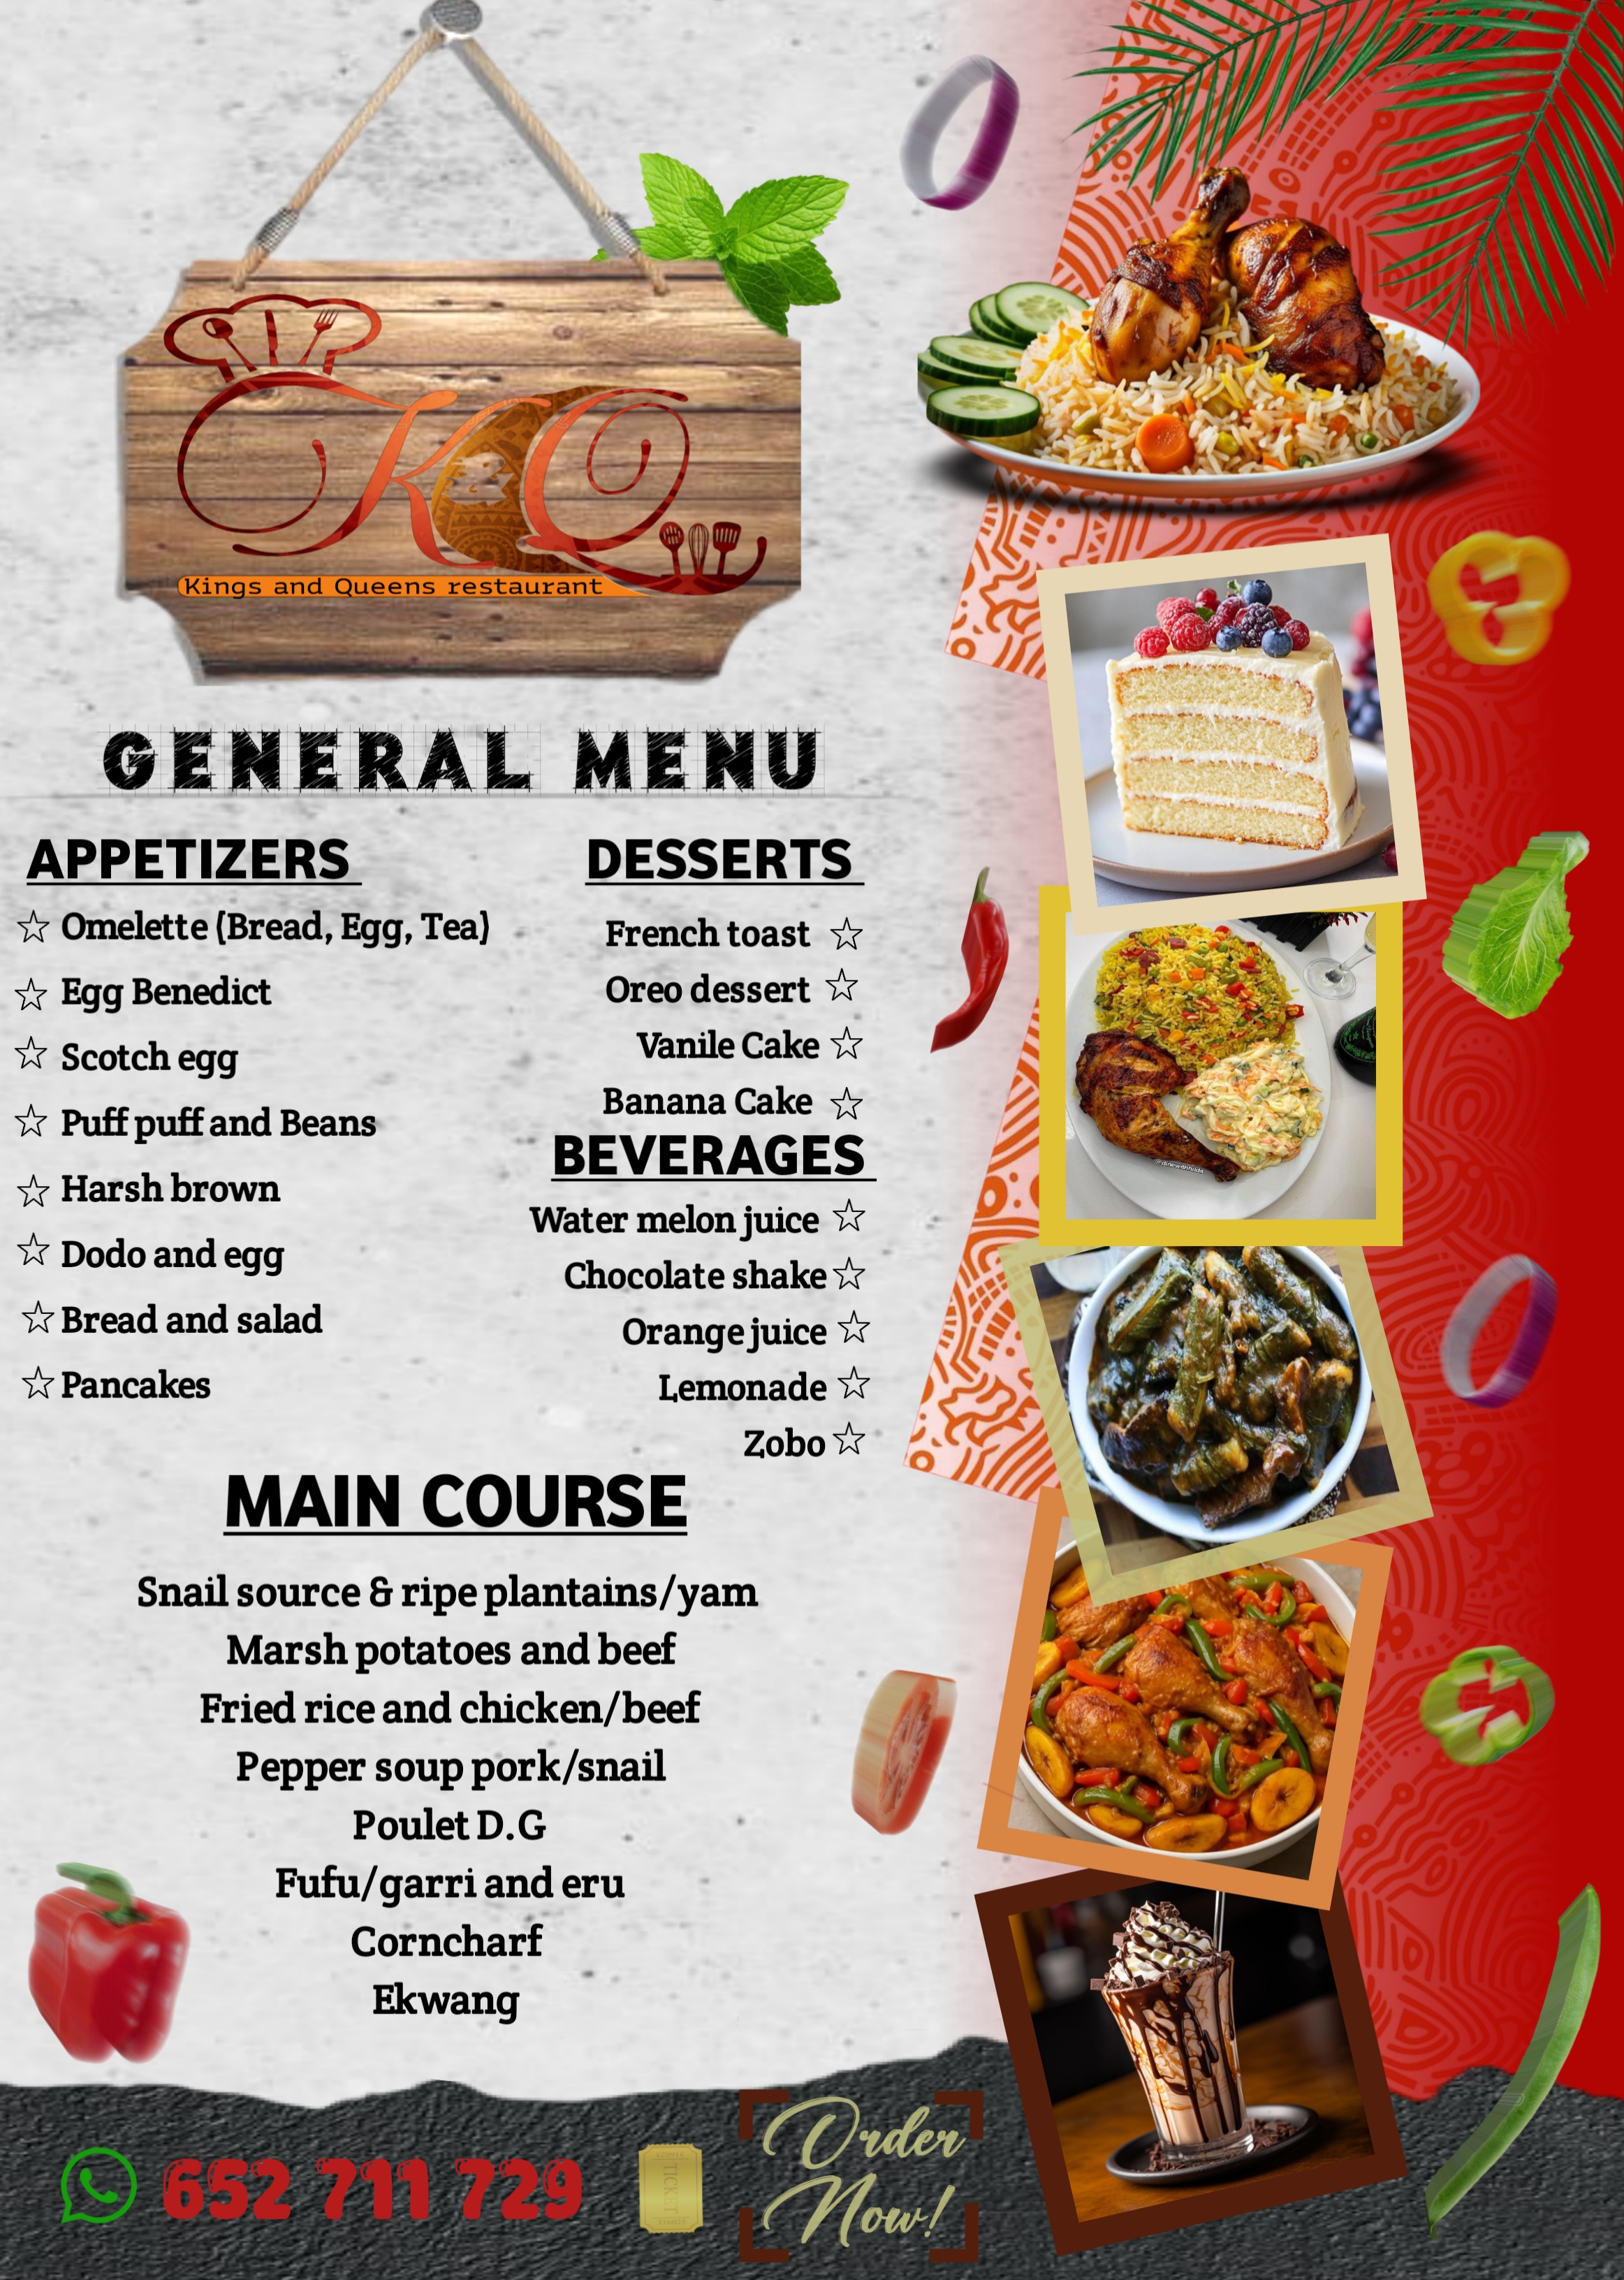 KQ
Kings and Queens restaurant
GENERAL MENU
APPETIZERS
Omelette (Bread, Egg, Tea)
Egg Benedict
Scotch egg
Puff puff and Beans
Harsh brown
Dodo and egg
Bread and salad
Pancakes
DESSERTS
French toast
Oreo dessert
Vanile Cake
Banana Cake
BEVERAGES
Water melon juice
Chocolate shake
Orange juice
Lemonade
Zobo
MAIN COURSE
Snail source & ripe plantains/yam
Marsh potatoes and beef
Fried rice and chicken/beef
Pepper soup pork/snail
Poulet D.G
Fufu/garri and eru
Corncharf
Ekwang
652 711 729
TICKET
Order
Now!